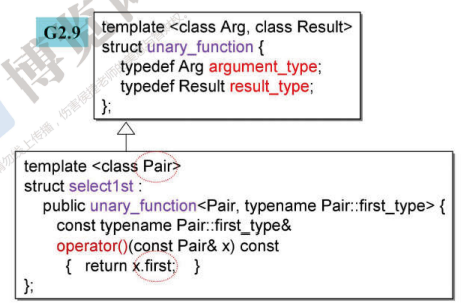 G2.9
template <class Arg, class Result>
struct unary_function {
typedef Arg argument_type;
typedef Result result_type;
};
template <class Pair>
struct select1st :
public unary_function<Pair, typename Pair::first_type> {
const typename Pair::first_type&
operator()(const Pair& x) const
{ return x.first; }
};